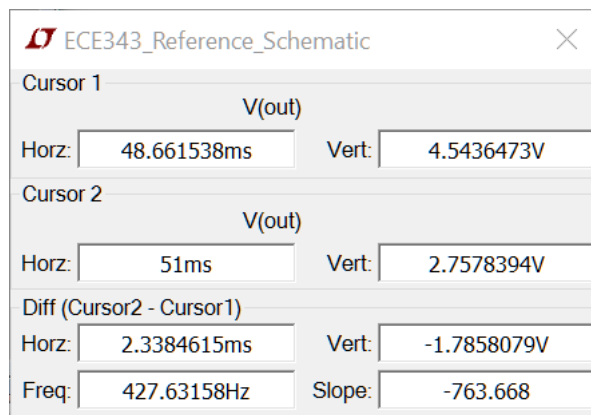 ECE343_Reference_Schematic
Cursor 1
V(out)
Horz: 48.661538ms Vert: 4.5436473V
Cursor 2
V(out)
Horz: 51ms Vert: 2.7578394V
Diff (Cursor2 - Cursor1)
Horz: 2.3384615ms Vert: -1.7858079V
Freq: 427.63158Hz Slope: -763.668